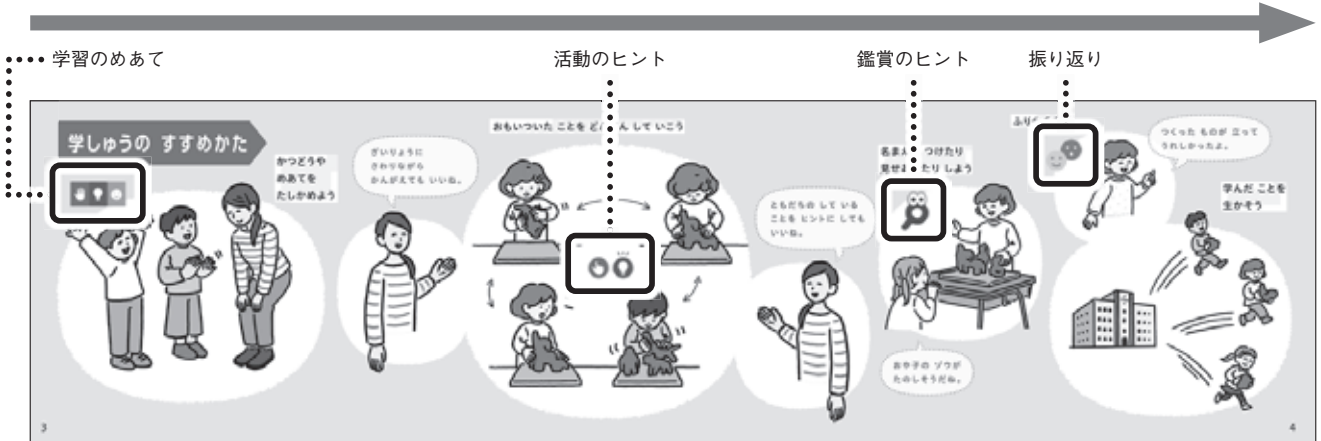 学習のめあて
活動のヒント
鑑賞のヒント
振り返り
学しゅうの すすめかた
かつどうや
めあてを
たしかめよう
ざいりょうに
さわりながら
かんがえても いいね。
おもいついた ことを して いこう
ともだちの して いる
ことを ヒントに しても
いいね。
つけたり
しよう
おや子の ゾウが
たのしそうだね。
つくった ものが 立って
うれしかったよ。
学んだ ことを
生かそう
3
4